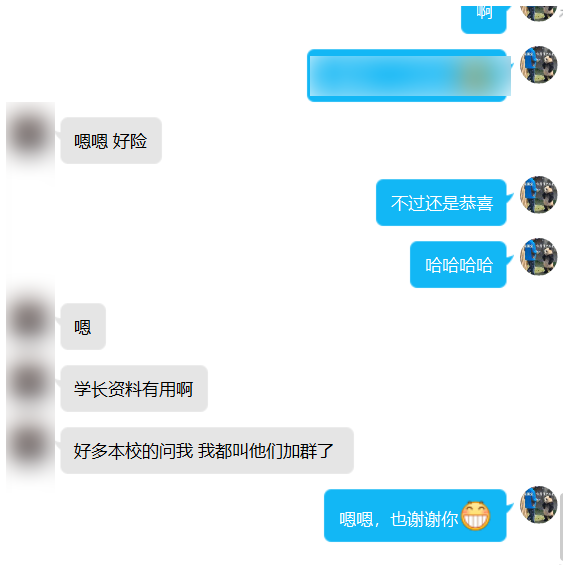 啊
嗯嗯 好险
不过还是恭喜
哈哈哈哈
嗯
学长资料有用啊
好多本校的问我 我都叫他们加群了
嗯嗯，也谢谢你